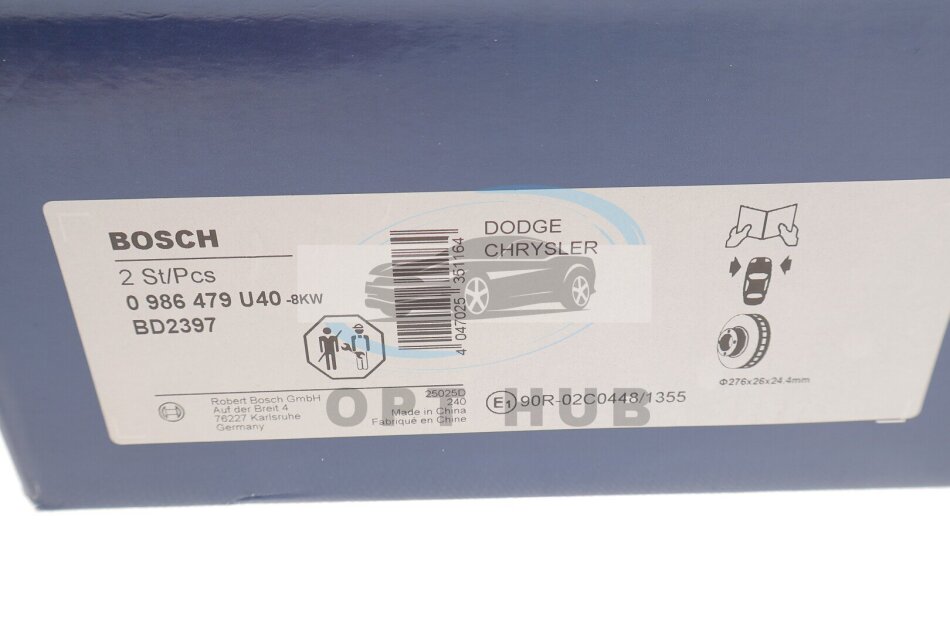 BOSCH
2 St/Pcs
0 986 479 U40 -8KW
BD2397
4 047025 351164
DODGE
CHRYSLER
Φ276x26x24.4mm
Robert Bosch GmbH
Auf der Breit 4
76227 Karlsruhe
Germany
25025D
240
Made in China
Fabriqué en Chine
E1 90R-02C0448/1355
OPT HUB